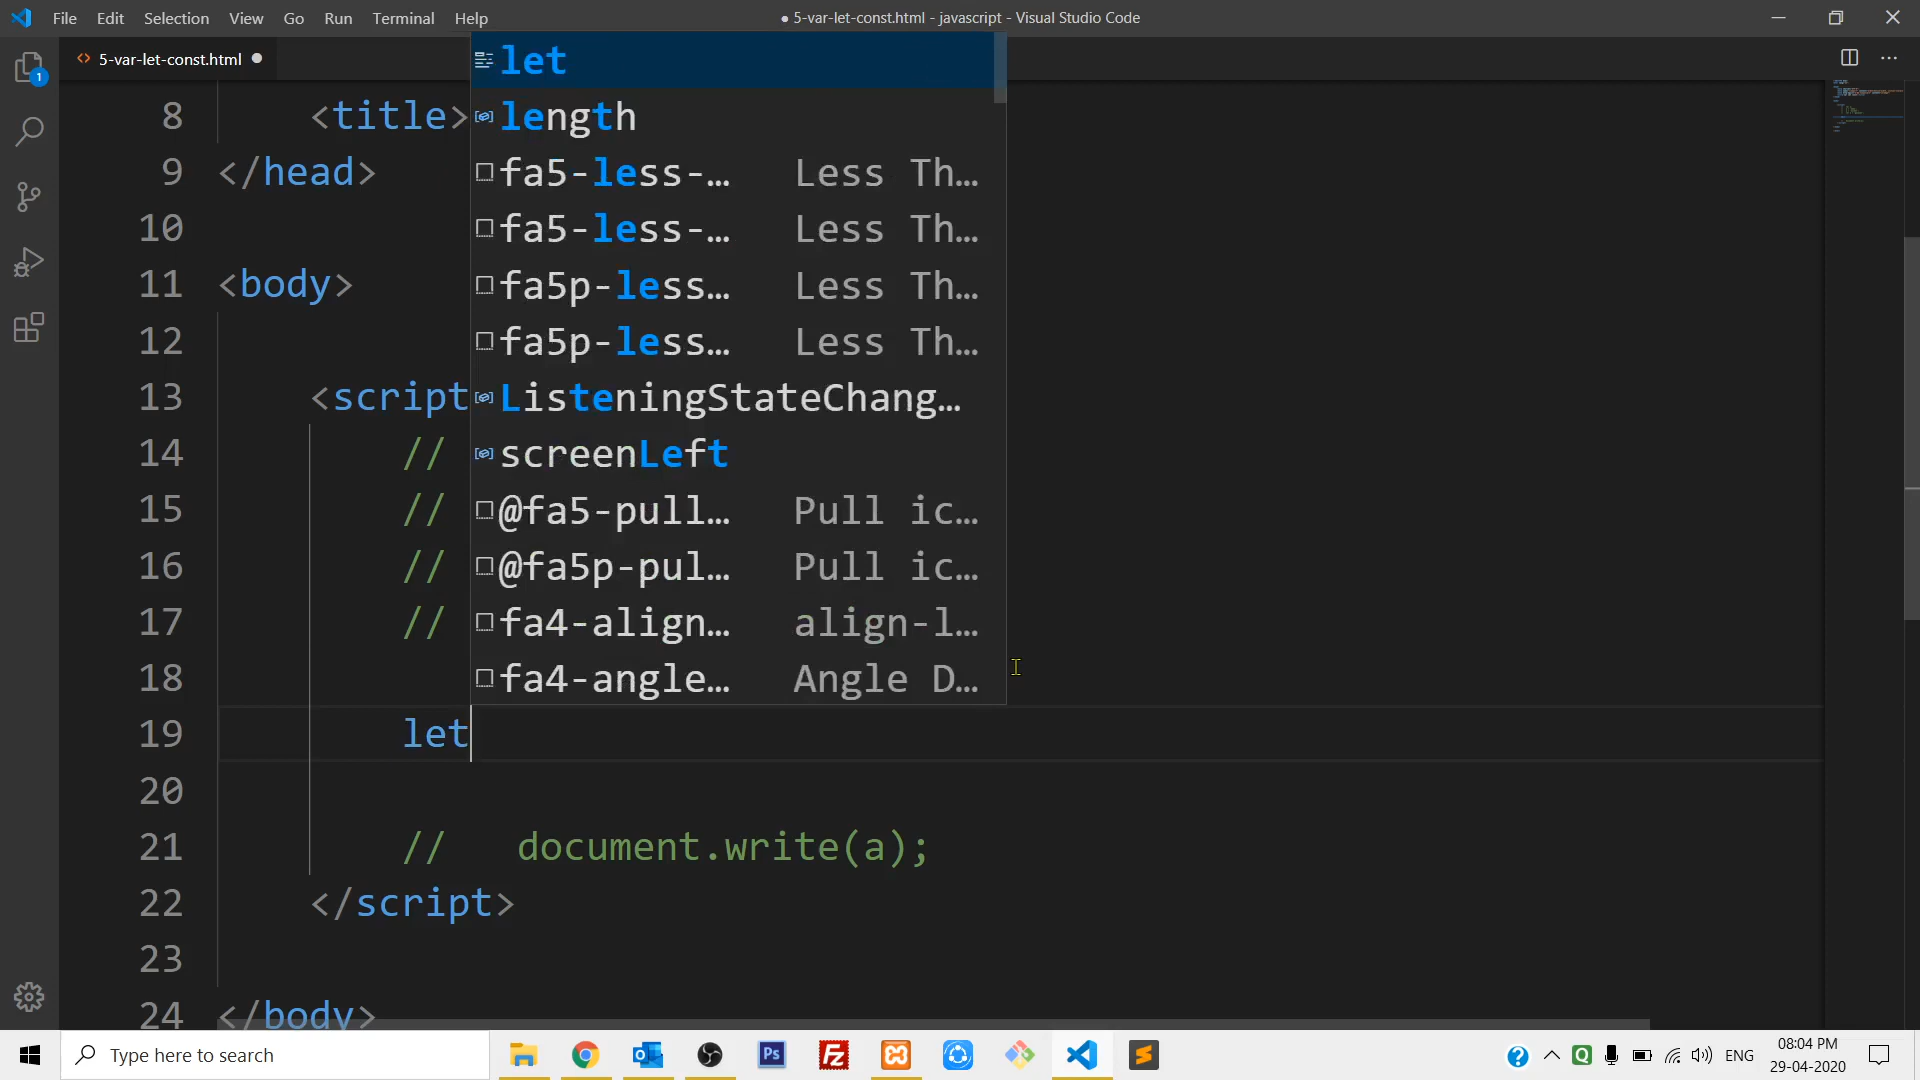 File Edit Selection View Go Run Terminal Help
● 5-var-let-const.html - javascript - Visual Studio Code
1
<> 5-var-let-const.html ●
let
length
fa5-less-… Less Th…
fa5-less-… Less Th…
fa5p-less… Less Th…
fa5p-less… Less Th…
ListeningStateChang…
screenLeft
@fa5-pull… Pull ic…
@fa5p-pul… Pull ic…
fa4-align… align-l…
fa4-angle… Angle D…
8 <title>
9 </head>
10
11 <body>
12
13 <script
14 //
15 //
16 //
17 //
18
19 let
20
21 // document.write(a);
22 </script>
23
24 </body>
Type here to search
Ps
Fz
ENG
08:04 PM
29-04-2020